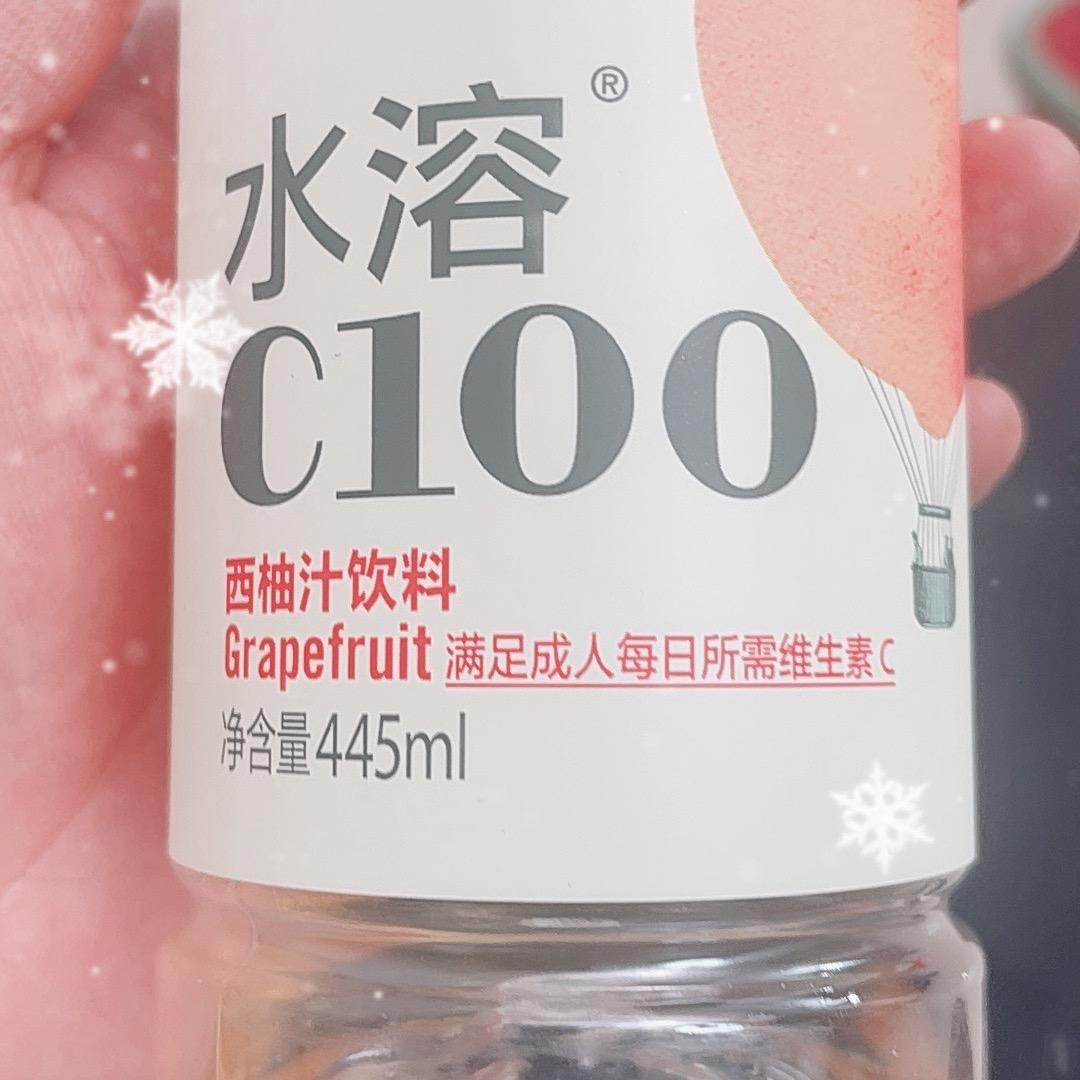 水溶®
C100
西柚汁饮料
Grapefruit 满足成人每日所需维生素C
净含量445ml